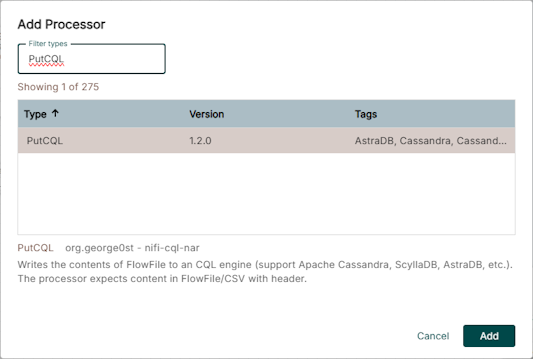 Add Processor
Filter types
PutCQL
Showing 1 of 275
Type ↑ Version Tags
PutCQL 1.2.0 AstraDB, Cassandra, Cassand...
PutCQL org.george0st - nifi-cql-nar
Writes the contents of FlowFile to an CQL engine (support Apache Cassandra, ScyllaDB, AstraDB, etc.).
The processor expects content in FlowFile/CSV with header.
Cancel Add